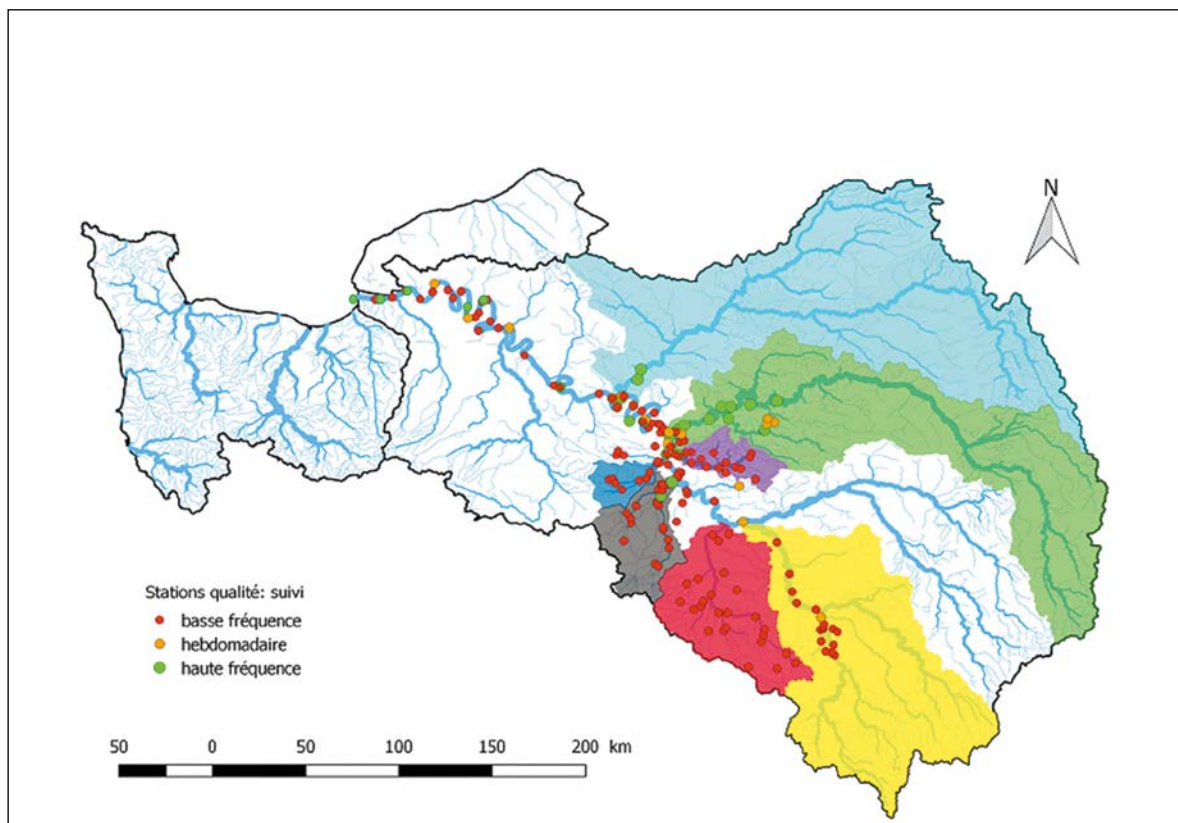 N
Stations qualité: suivi
basse fréquence
hebdomadaire
haute fréquence
50 0 50 100 150 200 km